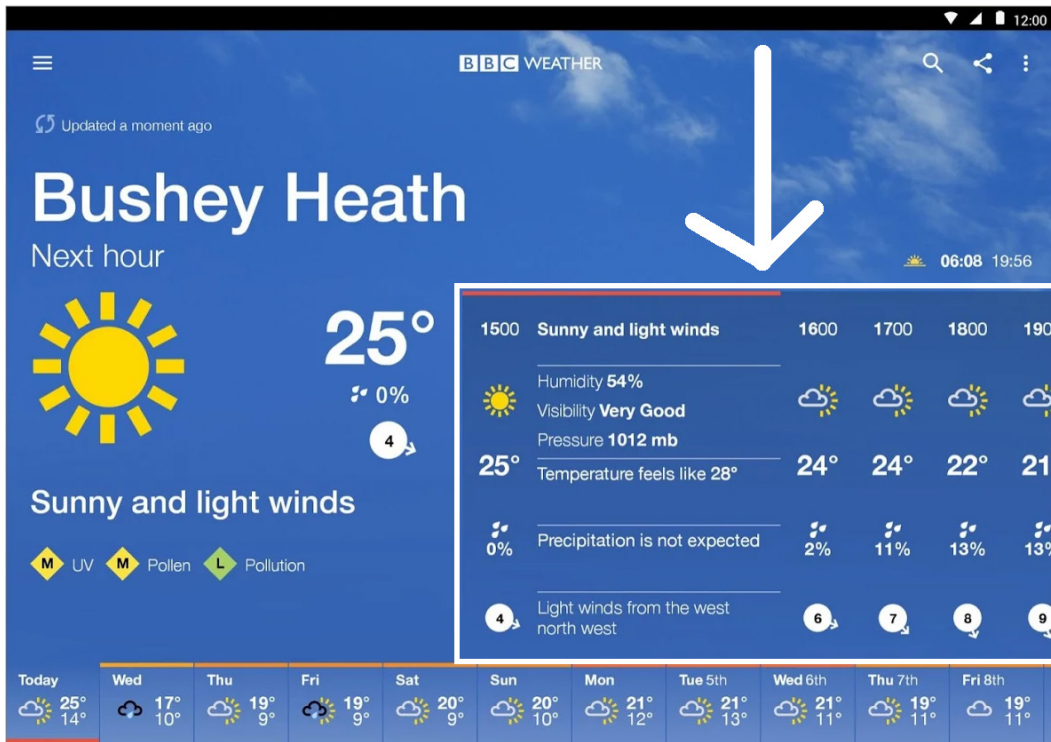 12:00
BBC WEATHER
Updated a moment ago
Bushey Heath
Next hour
06:08 19:56
25°
0%
4
Sunny and light winds
M UV M Pollen L Pollution
1500 Sunny and light winds 1600 1700 1800 190
Humidity 54%
Visibility Very Good
Pressure 1012 mb
25° Temperature feels like 28° 24° 24° 22° 21
0% Precipitation is not expected 2% 11% 13% 13%
4 Light winds from the west 6 7 8 9
north west
Today Wed Thu Fri Sat Sun Mon Tue 5th Wed 6th Thu 7th Fri 8th
25° 17° 19° 19° 20° 20° 21° 21° 21° 19° 19°
14° 10° 9° 9° 9° 10° 12° 13° 11° 11° 11°